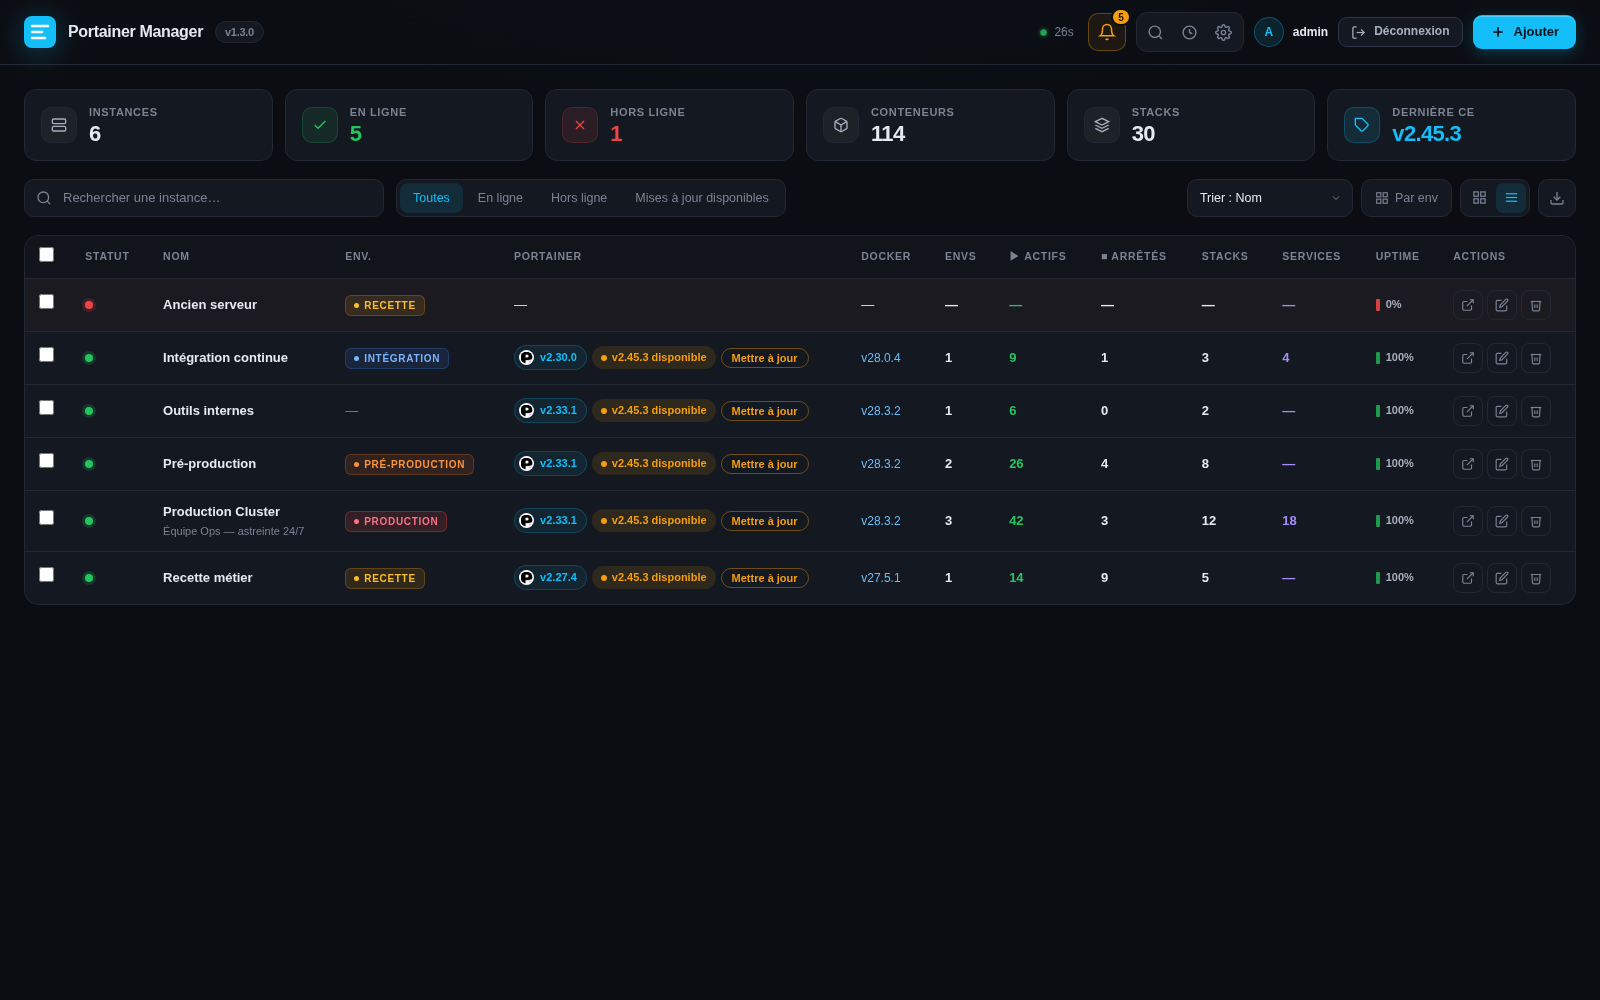 Portainer Manager v1.3.0 26s 5 A admin Déconnexion Ajouter
INSTANCES
6
EN LIGNE
5
HORS LIGNE
1
CONTENEURS
114
STACKS
30
DERNIÈRE CE
v2.45.3
Rechercher une instance… Toutes En ligne Hors ligne Mises à jour disponibles Trier : Nom Par env
STATUT NOM ENV. PORTAINER DOCKER ENVS ▶ ACTIFS ■ ARRÊTÉS STACKS SERVICES UPTIME ACTIONS
Ancien serveur RECETTE — — — — — — — 0%
Intégration continue INTÉGRATION v2.30.0 v2.45.3 disponible Mettre à jour v28.0.4 1 9 1 3 4 100%
Outils internes — v2.33.1 v2.45.3 disponible Mettre à jour v28.3.2 1 6 0 2 — 100%
Pré-production PRÉ-PRODUCTION v2.33.1 v2.45.3 disponible Mettre à jour v28.3.2 2 26 4 8 — 100%
Production Cluster PRODUCTION v2.33.1 v2.45.3 disponible Mettre à jour v28.3.2 3 42 3 12 18 100%
Équipe Ops — astreinte 24/7
Recette métier RECETTE v2.27.4 v2.45.3 disponible Mettre à jour v27.5.1 1 14 9 5 — 100%